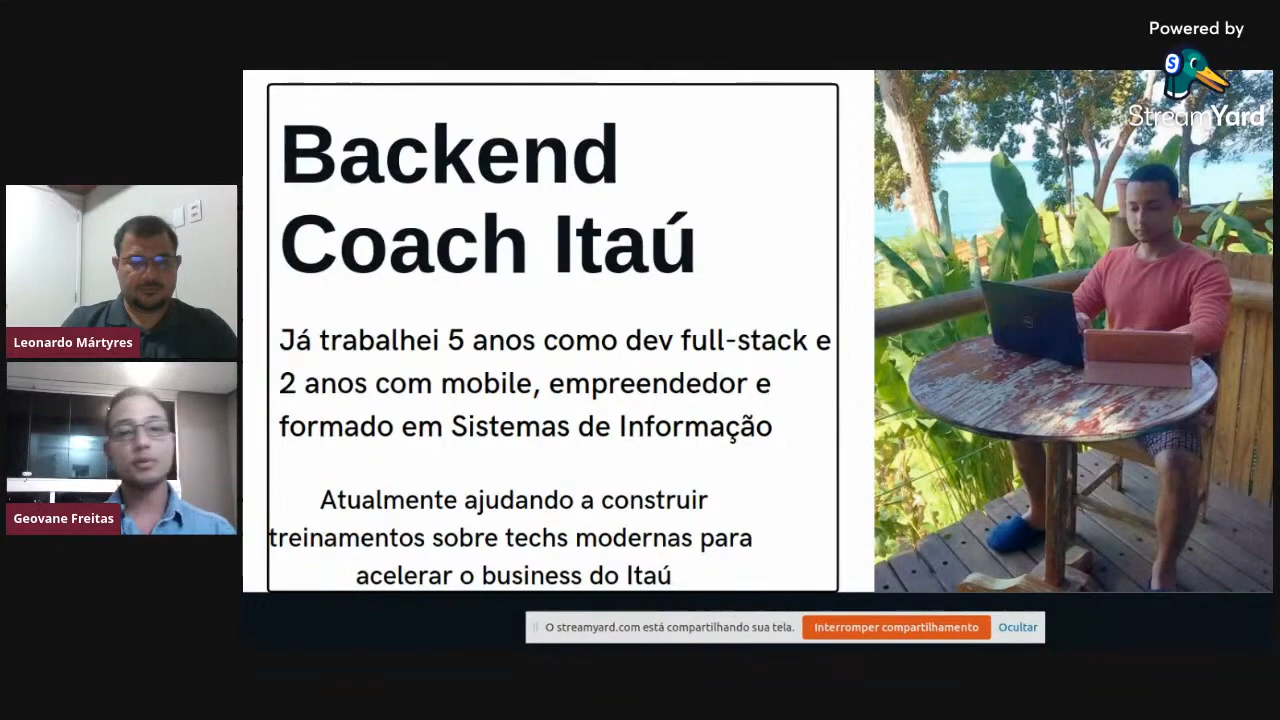 Powered by
StreamYard
Backend
Coach Itaú
Já trabalhei 5 anos como dev full-stack e
2 anos com mobile, empreendedor e
formado em Sistemas de Informação
Atualmente ajudando a construir
treinamentos sobre techs modernas para
acelerar o business do Itaú
Leonardo Mártyres
Geovane Freitas
O streamyard.com está compartilhando sua tela.
Interromper compartilhamento
Ocultar